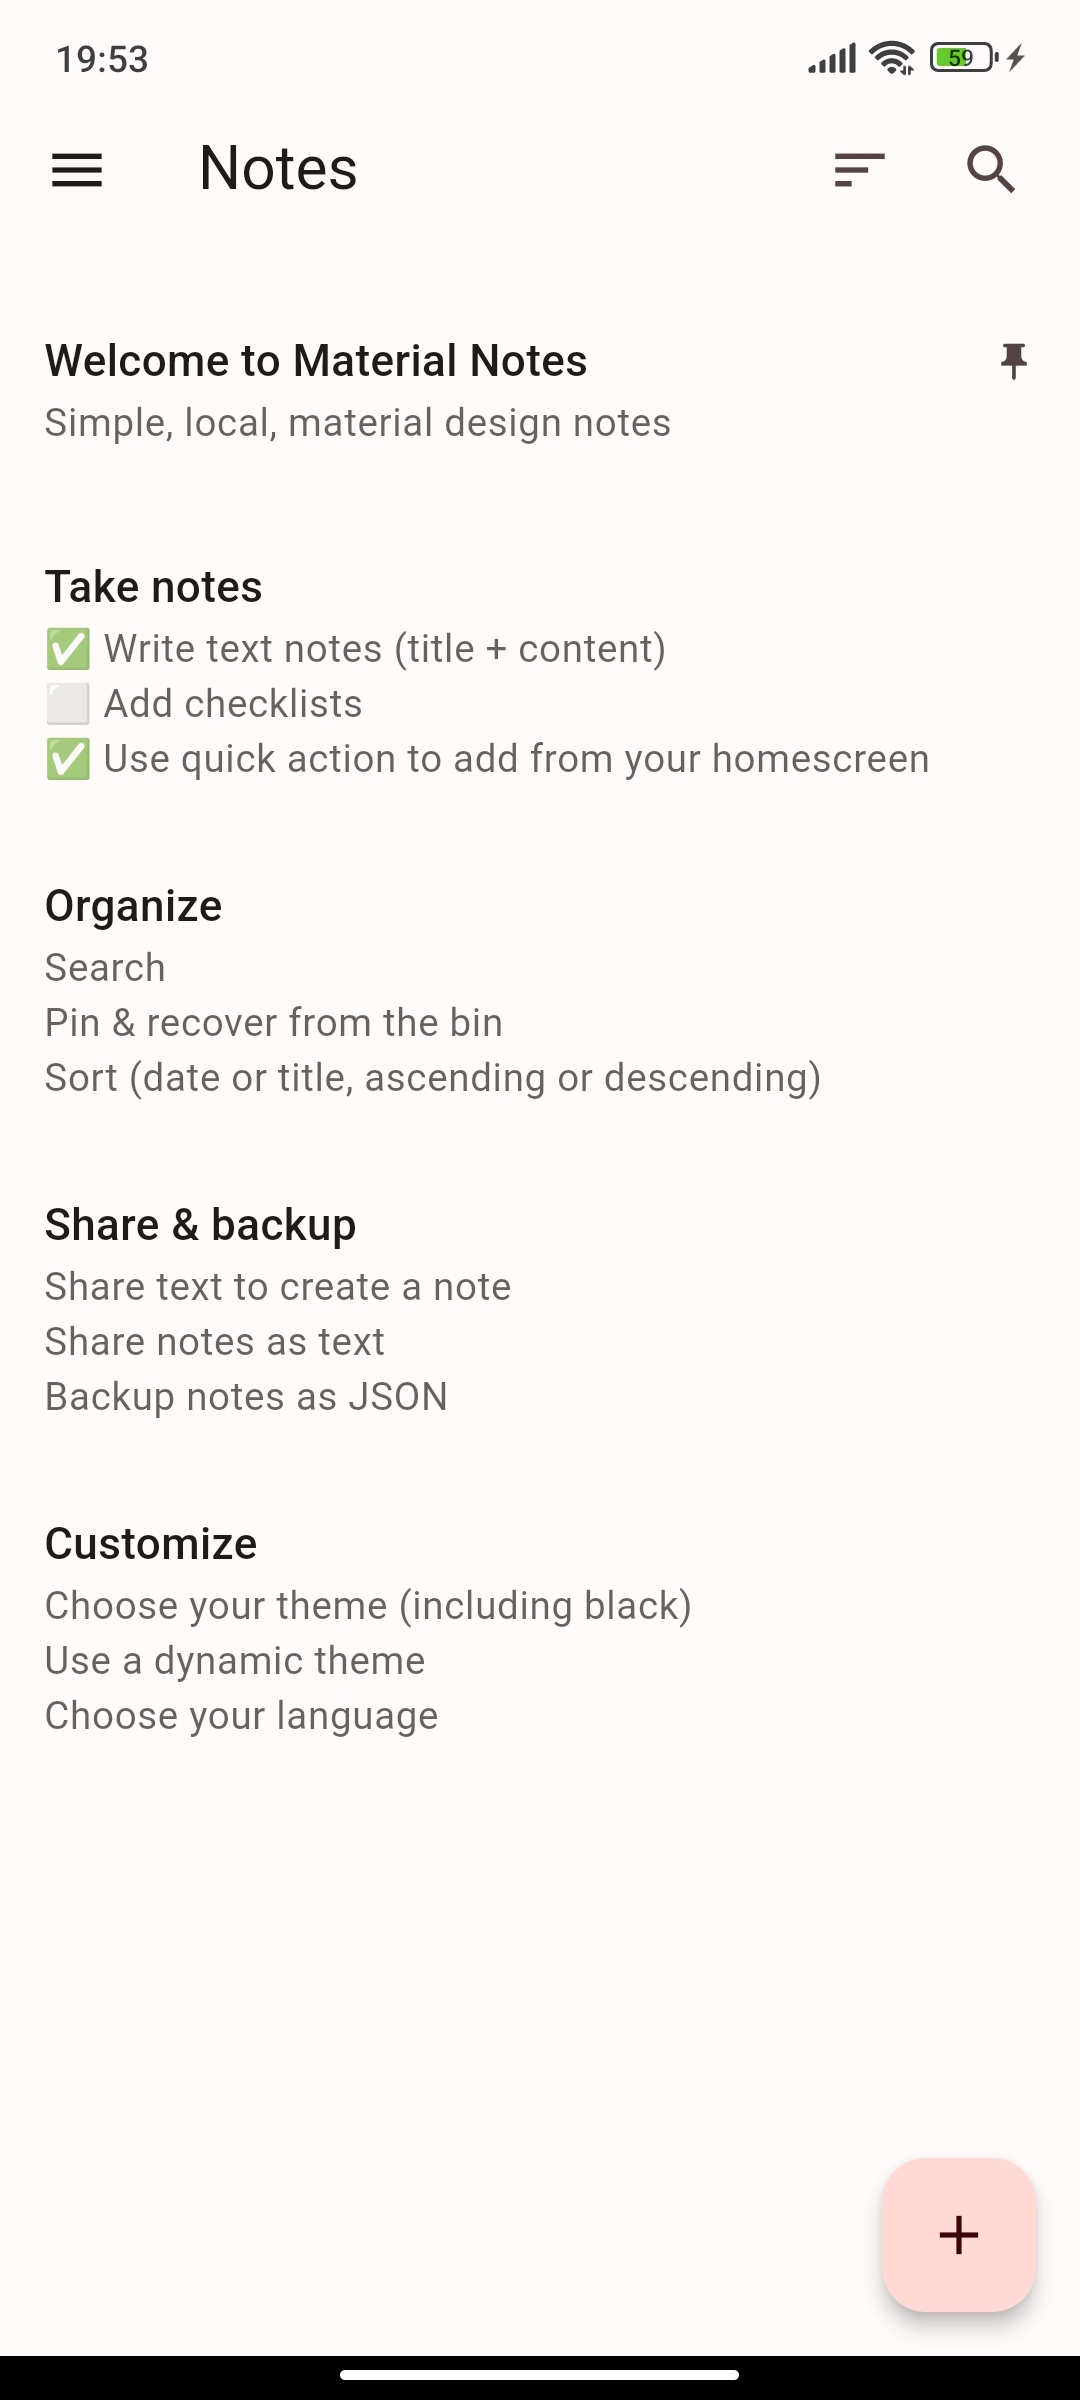 19:53
59
Notes
Welcome to Material Notes
Simple, local, material design notes
Take notes
✅ Write text notes (title + content)
⬜ Add checklists
✅ Use quick action to add from your homescreen
Organize
Search
Pin & recover from the bin
Sort (date or title, ascending or descending)
Share & backup
Share text to create a note
Share notes as text
Backup notes as JSON
Customize
Choose your theme (including black)
Use a dynamic theme
Choose your language